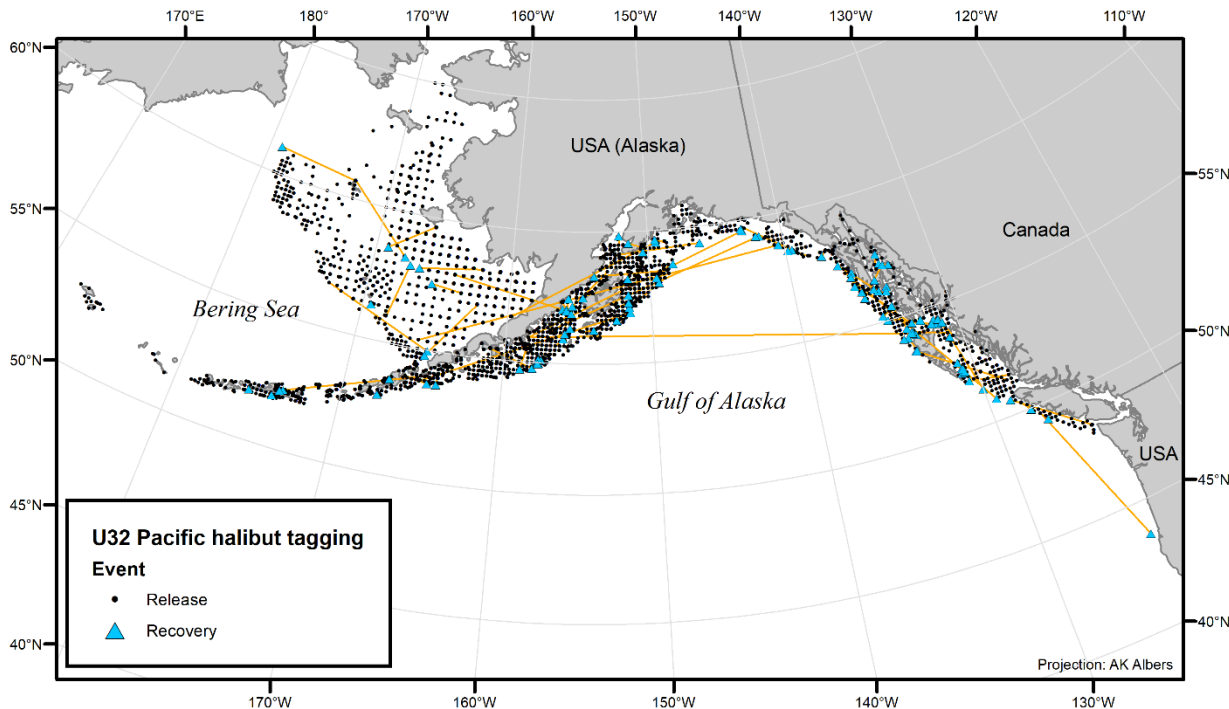 170°E 180° 170°W 160°W 150°W 140°W 130°W 120°W 110°W
60°N
USA (Alaska)
55°N
55°N
Canada
50°N
Bering Sea
50°N
Gulf of Alaska
USA
45°N
45°N
U32 Pacific halibut tagging
Event
Release
Recovery
40°N
40°N
Projection: AK Albers
170°W 160°W 150°W 140°W 130°W